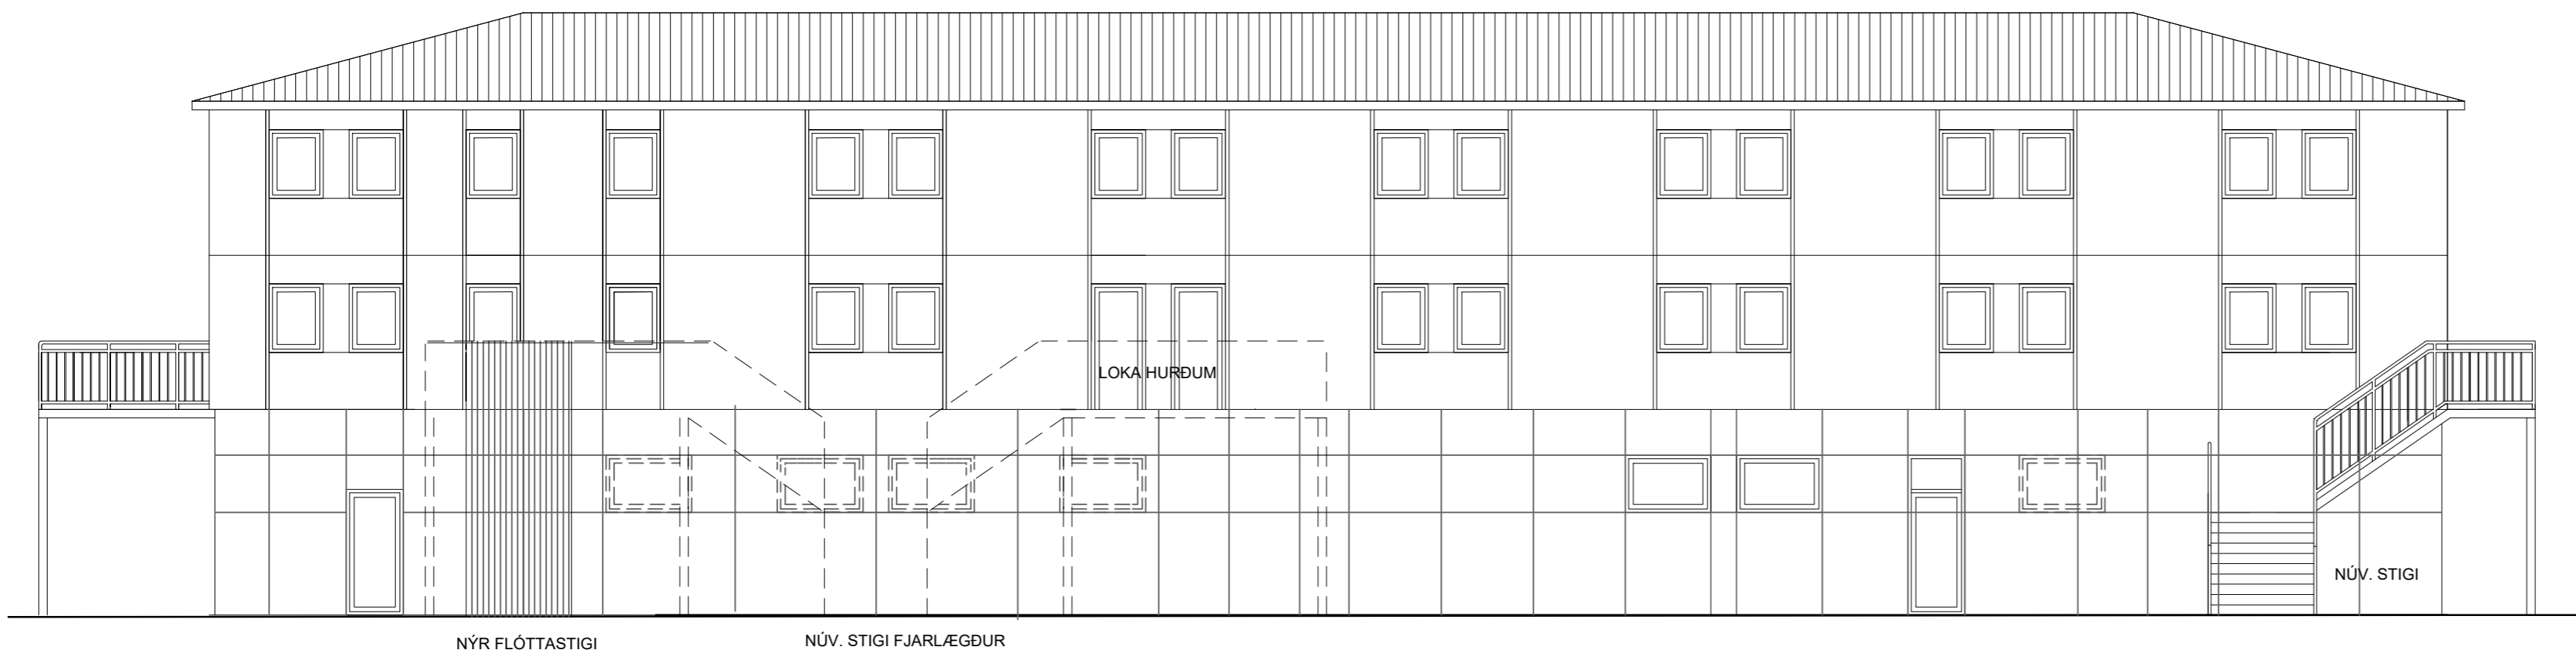 LOKA HURÐUM
NÚV. STIGI
NÝR FLÓTTASTIGI
NÚV. STIGI FJARLÆGÐUR